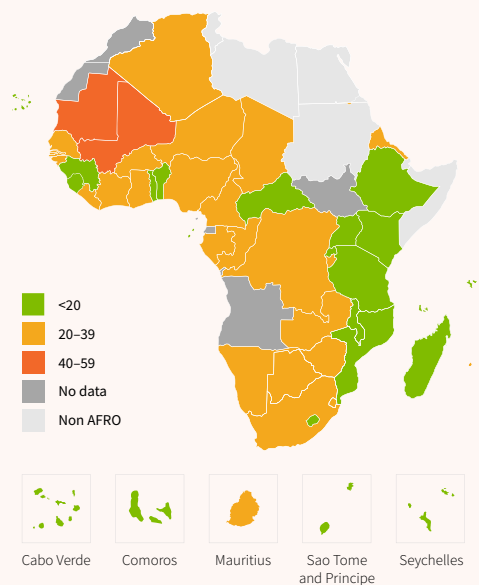 <20
20–39
40–59
No data
Non AFRO
Cabo Verde
Comoros
Mauritius
Sao Tome
and Principe
Seychelles